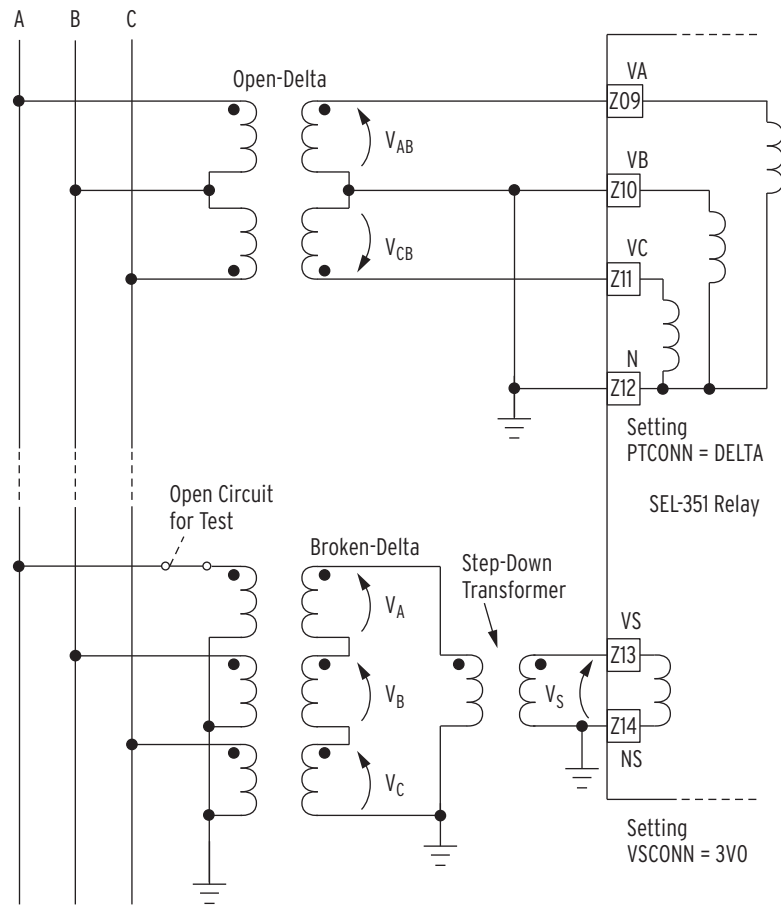 A
B
C
Open-Delta
VA
Z09
VAB
VB
Z10
VCB
VC
Z11
N
Z12
Setting
PTCONN = DELTA
SEL-351 Relay
Open Circuit
for Test
Broken-Delta
Step-Down
Transformer
VA
VS
Z13
VB
VS
Z14
NS
VC
Setting
VSCONN = 3V0